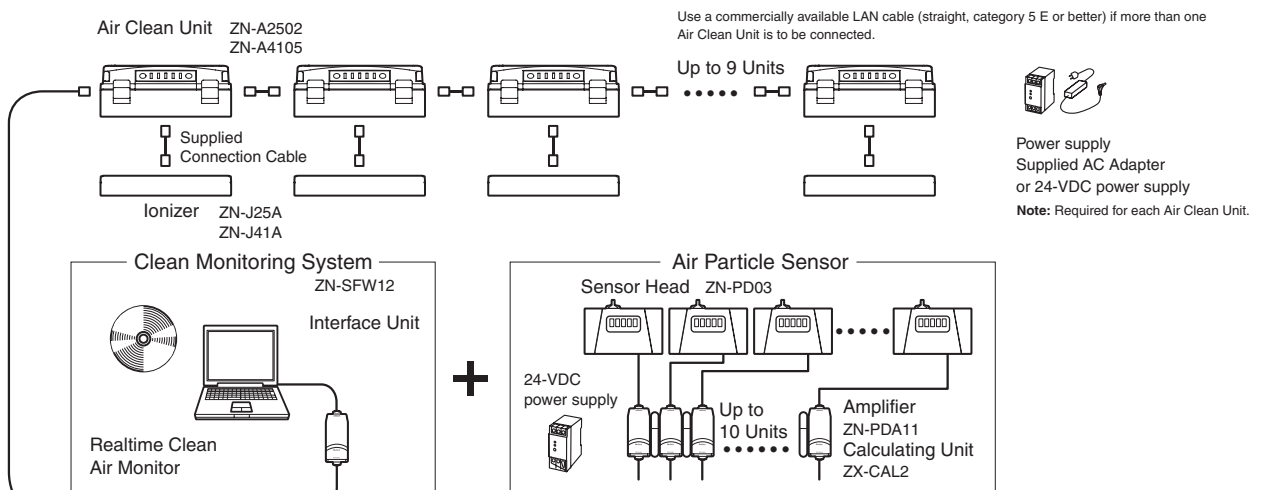 Air Clean Unit ZN-A2502
ZN-A4105
Use a commercially available LAN cable (straight, category 5 E or better) if more than one
Air Clean Unit is to be connected.
Up to 9 Units
Supplied
Connection Cable
Power supply
Supplied AC Adapter
or 24-VDC power supply
Note: Required for each Air Clean Unit.
Ionizer ZN-J25A
ZN-J41A
Clean Monitoring System
ZN-SFW12
Interface Unit
Realtime Clean
Air Monitor
Air Particle Sensor
Sensor Head ZN-PD03
24-VDC
power supply
Up to
10 Units
Amplifier
ZN-PDA11
Calculating Unit
ZX-CAL2